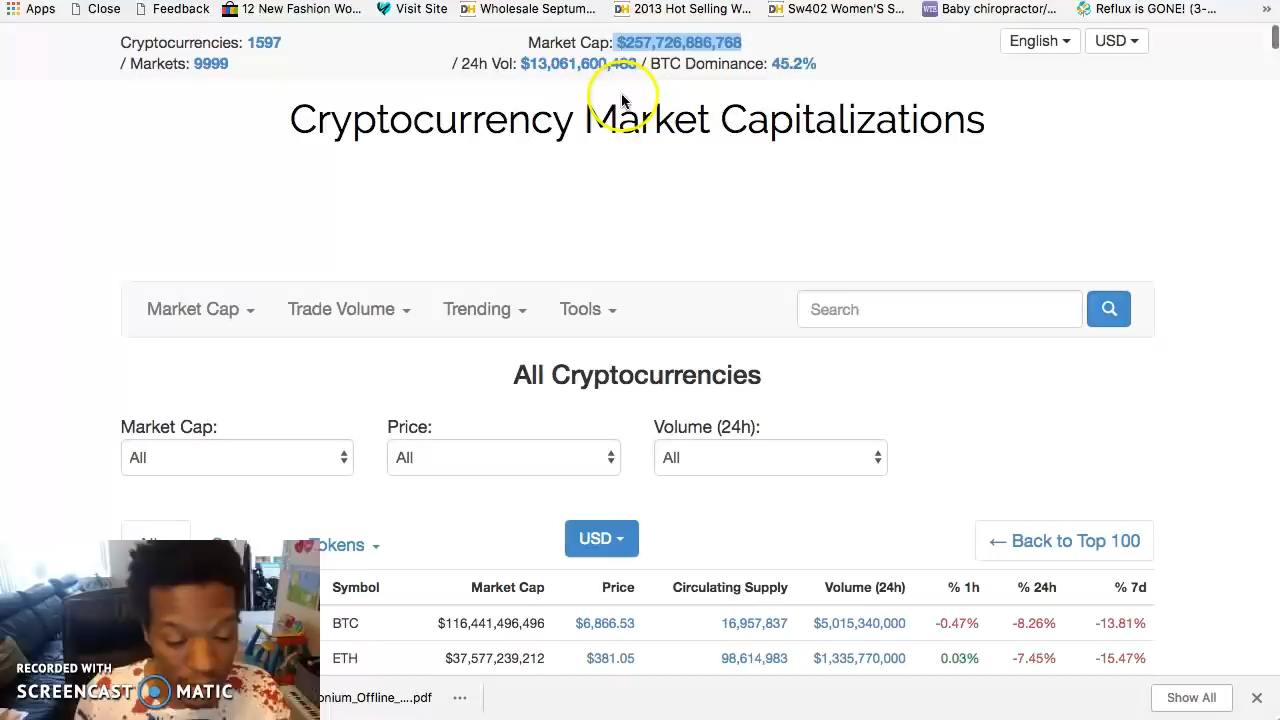 Apps Close Feedback 12 New Fashion Wo... Visit Site Wholesale Septum... 2013 Hot Selling W... Sw402 Women'S S... Baby chiropractor/... Reflux is GONE! (3-... »
Cryptocurrencies: 1597 Market Cap: $257,726,886,768 English USD
/ Markets: 9999 / 24h Vol: $13,061,600,463 / BTC Dominance: 45.2%
Cryptocurrency Market Capitalizations
Market Cap Trade Volume Trending Tools Search
All Cryptocurrencies
Market Cap: Price: Volume (24h):
All All All
Tokens USD ← Back to Top 100
Symbol Market Cap Price Circulating Supply Volume (24h) % 1h % 24h % 7d
BTC $116,441,496,496 $6,866.53 16,957,837 $5,015,340,000 -0.47% -8.26% -13.81%
ETH $37,577,239,212 $381.05 98,614,983 $1,335,770,000 0.03% -7.45% -15.47%
RECORDED WITH
SCREENCAST MATIC
onium_Offline_....pdf ... Show All